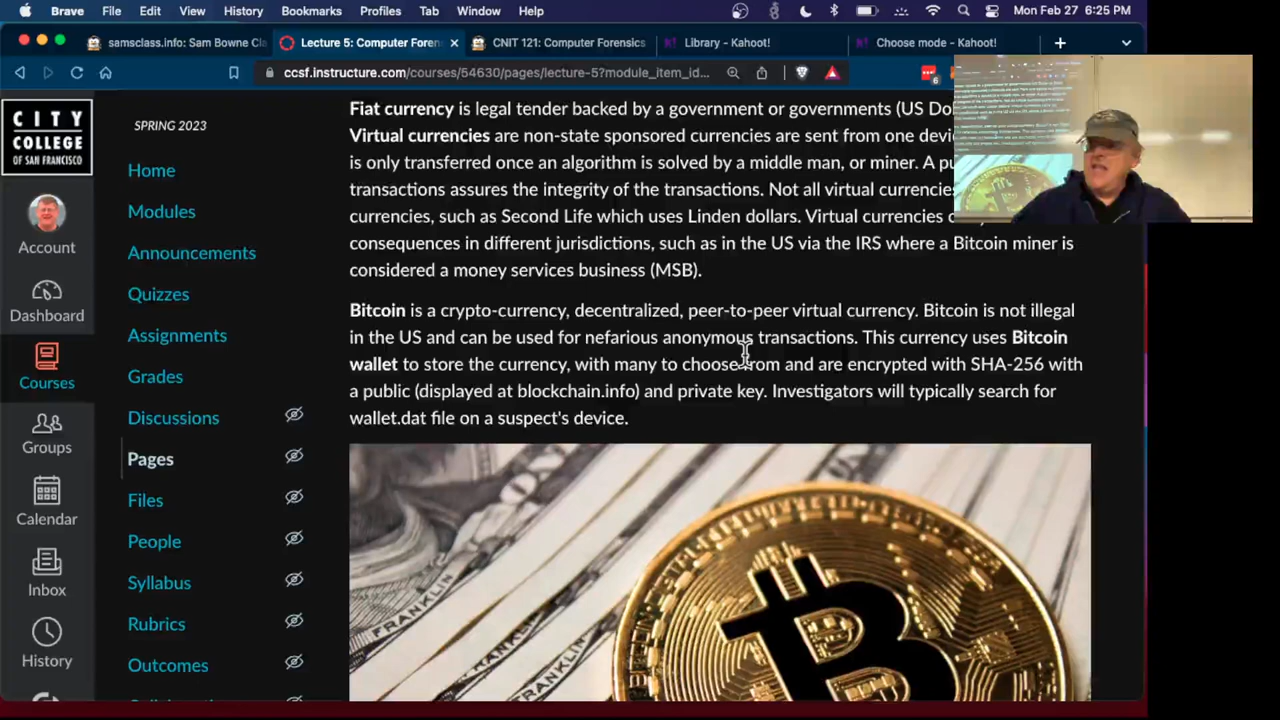 Brave File Edit View History Bookmarks Profiles Tab Window Help Mon Feb 27 6:25 PM
samsclass.info: Sam Bowne Cla Lecture 5: Computer Foren CNIT 121: Computer Forensics Library - Kahoot! Choose mode - Kahoot!
ccsf.instructure.com/courses/54630/pages/lecture-5?module_item_id... 6
CITY
COLLEGE
OF SAN FRANCISCO
Account
Dashboard
Courses
Groups
Calendar
Inbox
History
SPRING 2023
Home
Modules
Announcements
Quizzes
Assignments
Grades
Discussions
Pages
Files
People
Syllabus
Rubrics
Outcomes
Fiat currency is legal tender backed by a government or governments (US Do
Virtual currencies are non-state sponsored currencies are sent from one devi
is only transferred once an algorithm is solved by a middle man, or miner. A pu
transactions assures the integrity of the transactions. Not all virtual currencie
currencies, such as Second Life which uses Linden dollars. Virtual currencies
consequences in different jurisdictions, such as in the US via the IRS where a Bitcoin miner is
considered a money services business (MSB).
Bitcoin is a crypto-currency, decentralized, peer-to-peer virtual currency. Bitcoin is not illegal
in the US and can be used for nefarious anonymous transactions. This currency uses Bitcoin
wallet to store the currency, with many to choose from and are encrypted with SHA-256 with
a public (displayed at blockchain.info) and private key. Investigators will typically search for
wallet.dat file on a suspect's device.
FRANKLIN
FRANKLIN